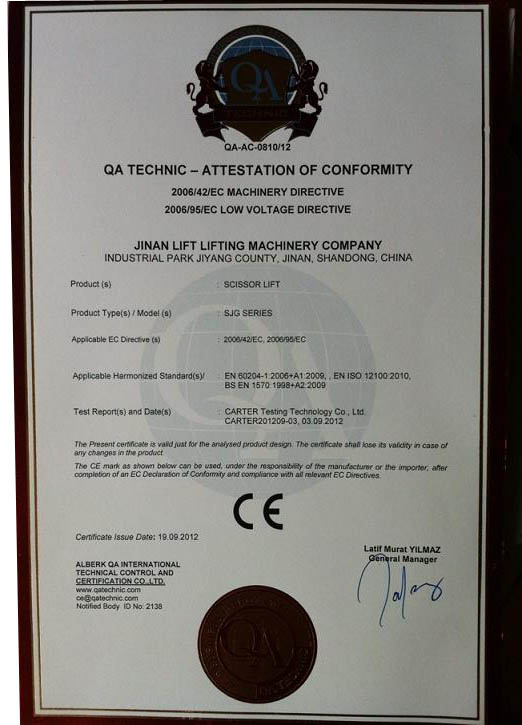 QA
TECHNIC
QA-AC-0810/12
QA TECHNIC – ATTESTATION OF CONFORMITY
2006/42/EC MACHINERY DIRECTIVE
2006/95/EC LOW VOLTAGE DIRECTIVE
JINAN LIFT LIFTING MACHINERY COMPANY
INDUSTRIAL PARK JIYANG COUNTY, JINAN, SHANDONG, CHINA
Product (s) : SCISSOR LIFT
Product Type(s) / Model (s) : SJG SERIES
Applicable EC Directive (s) : 2006/42/EC, 2006/95/EC
Applicable Harmonized Standard(s)/ : EN 60204-1:2006+A1:2009, , EN ISO 12100:2010,
BS EN 1570:1998+A2:2009
Test Report(s) and Date(s) : CARTER Testing Technology Co., Ltd.
CARTER201209-03, 03.09.2012
The Present certificate is valid just for the analysed product design. The certificate shall lose its validity in case of
any changes in the product
The CE mark as shown below can be used, under the responsibility of the manufacturer or the importer, after
completion of an EC Declaration of Conformity and compliance with all relevant EC Directives.
CE
Certificate Issue Date: 19.09.2012
Latif Murat YILMAZ
General Manager
ALBERK QA INTERNATIONAL
TECHNICAL CONTROL AND
CERTIFICATION CO.,LTD.
www.qatechnic.com
ce@qatechnic.com
Notified Body ID No: 2138
QA